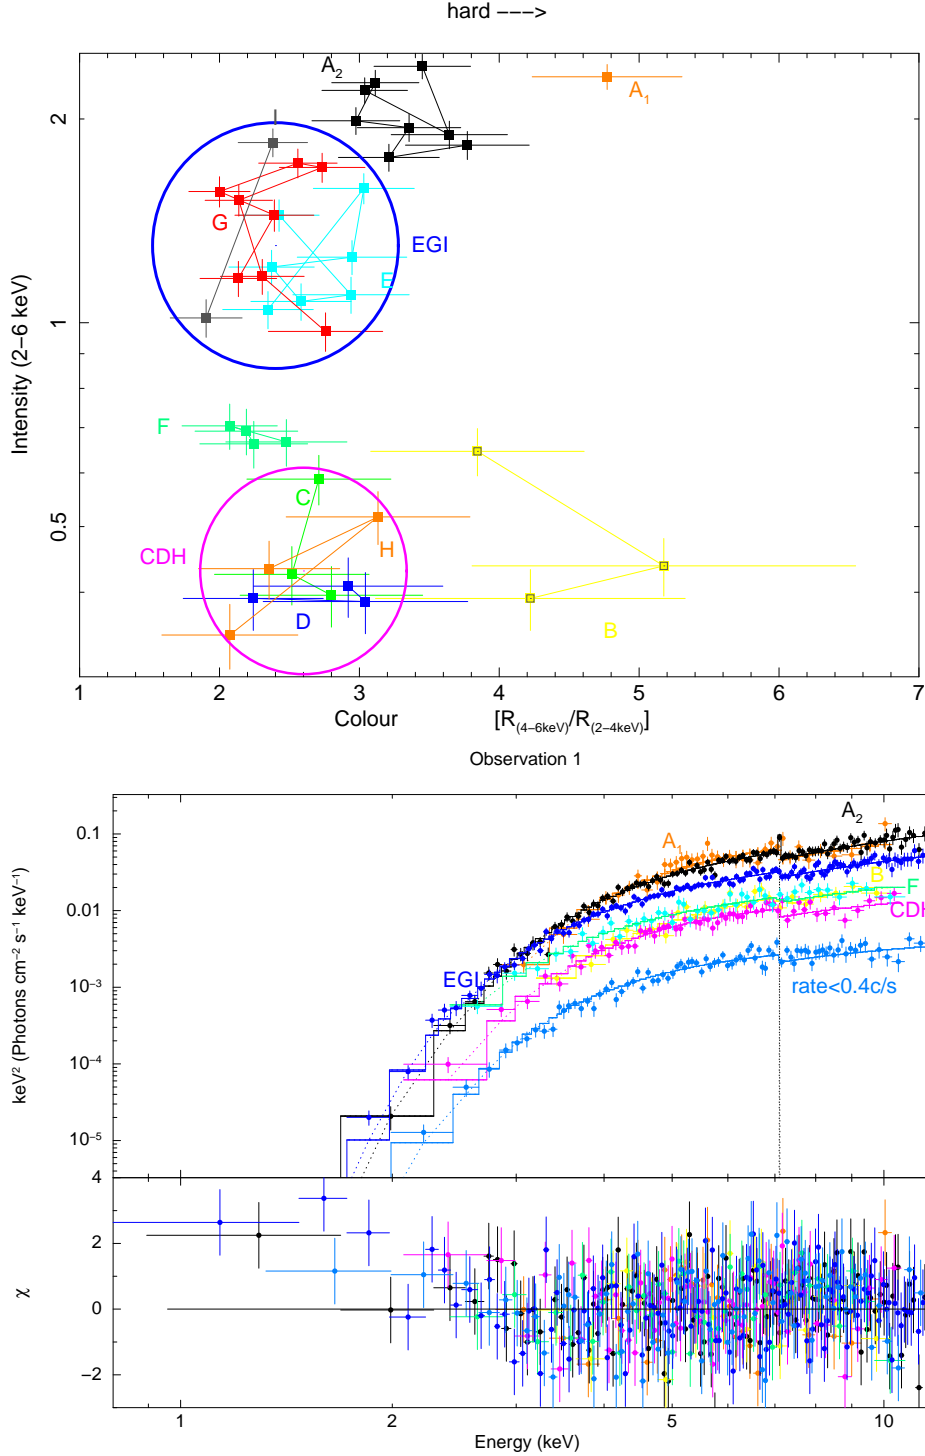 hard −−−>
A2
A1
2
G
EGI
E
Intensity (2−6 keV)
1
F
C
0.5
CDH
H
D
B
1 2 3 4 5 6 7
Colour [R(4−6keV)/R(2−4keV)]
Observation 1
A2
0.1
A1
B
F
0.01
CDH
EGI
10−3
rate<0.4c/s
keV² (Photons cm−2 s−1 keV−1)
10−4
10−5
4
2
χ
0
−2
1 2 5 10
Energy (keV)